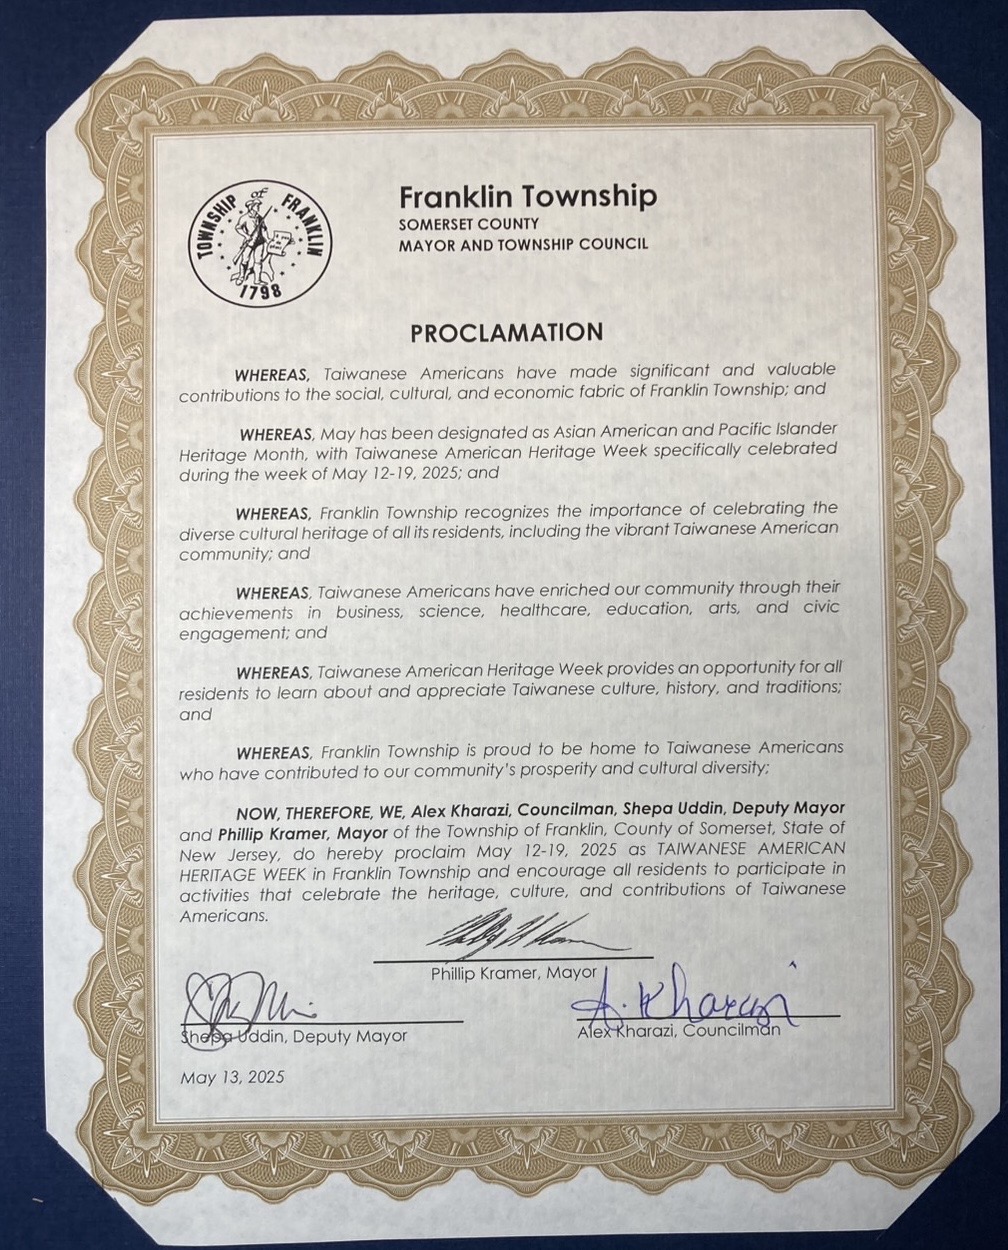 TOWNSHIP of FRANKLIN
1798
Franklin Township
SOMERSET COUNTY
MAYOR AND TOWNSHIP COUNCIL
PROCLAMATION
WHEREAS, Taiwanese Americans have made significant and valuable
contributions to the social, cultural, and economic fabric of Franklin Township; and
WHEREAS, May has been designated as Asian American and Pacific Islander
Heritage Month, with Taiwanese American Heritage Week specifically celebrated
during the week of May 12-19, 2025; and
WHEREAS, Franklin Township recognizes the importance of celebrating the
diverse cultural heritage of all its residents, including the vibrant Taiwanese American
community; and
WHEREAS, Taiwanese Americans have enriched our community through their
achievements in business, science, healthcare, education, arts, and civic
engagement; and
WHEREAS, Taiwanese American Heritage Week provides an opportunity for all
residents to learn about and appreciate Taiwanese culture, history, and traditions;
and
WHEREAS, Franklin Township is proud to be home to Taiwanese Americans
who have contributed to our community's prosperity and cultural diversity;
NOW, THEREFORE, WE, Alex Kharazi, Councilman, Shepa Uddin, Deputy Mayor
and Phillip Kramer, Mayor of the Township of Franklin, County of Somerset, State of
New Jersey, do hereby proclaim May 12-19, 2025 as TAIWANESE AMERICAN
HERITAGE WEEK in Franklin Township and encourage all residents to participate in
activities that celebrate the heritage, culture, and contributions of Taiwanese
Americans.
Phillip Kramer, Mayor
A. Kharazi
Shepa Uddin, Deputy Mayor
Alex Kharazi, Councilman
May 13, 2025